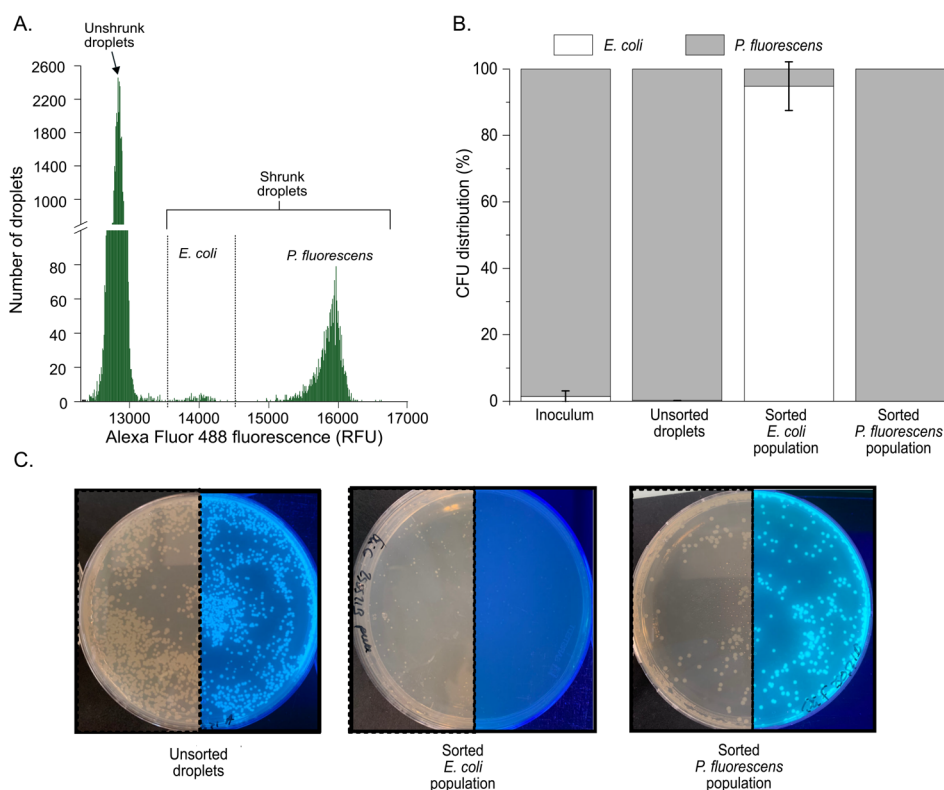 A.
Unshrunk
droplets
2600
2200
1800
1400
1000
80
60
40
20
0
Number of droplets
Shrunk
droplets
E. coli
P. fluorescens
13000 14000 15000 16000 17000
Alexa Fluor 488 fluorescence (RFU)
B.
E. coli
P. fluorescens
100
80
60
40
20
0
CFU distribution (%)
Inoculum
Unsorted
droplets
Sorted
E. coli
population
Sorted
P. fluorescens
population
C.
Unsorted
droplets
Sorted
E. coli
population
Sorted
P. fluorescens
population